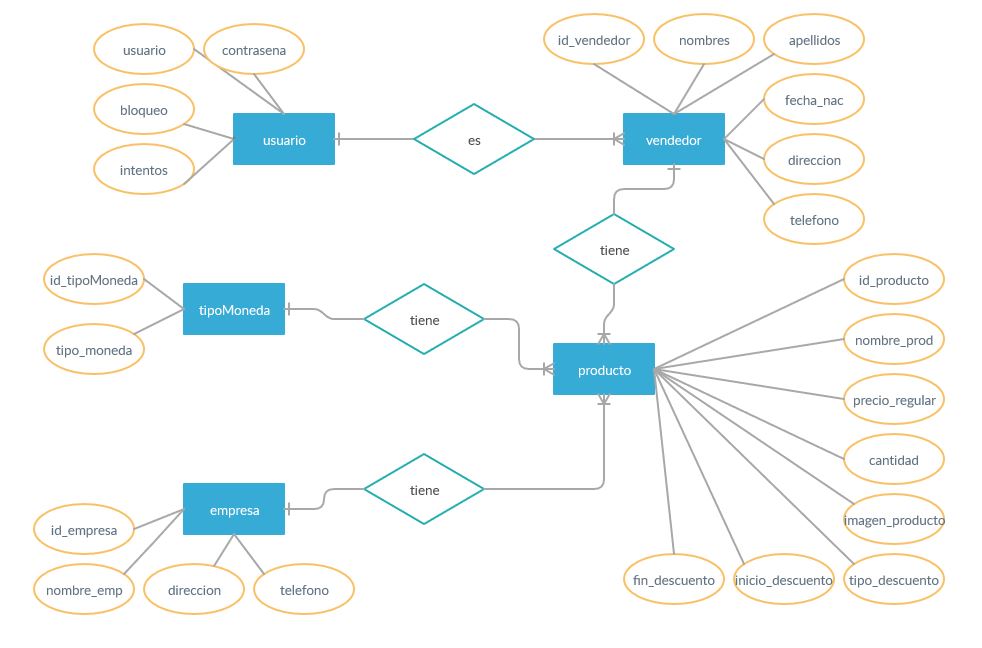 id_vendedor
nombres
apellidos
usuario
contrasena
fecha_nac
bloqueo
usuario
es
vendedor
direccion
intentos
telefono
tiene
id_tipoMoneda
id_producto
tipoMoneda
tiene
nombre_prod
tipo_moneda
producto
precio_regular
cantidad
tiene
empresa
id_empresa
imagen_producto
nombre_emp
direccion
telefono
fin_descuento
inicio_descuento
tipo_descuento